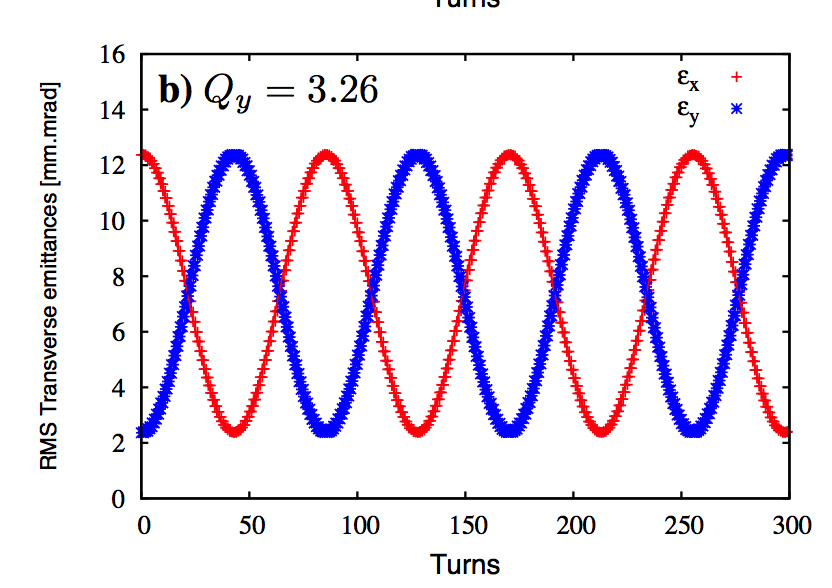 Turns
b) Q_y = 3.26
ε_x
ε_y
RMS Transverse emittances [mm.mrad]
16
14
12
10
8
6
4
2
0
0 50 100 150 200 250 300
Turns